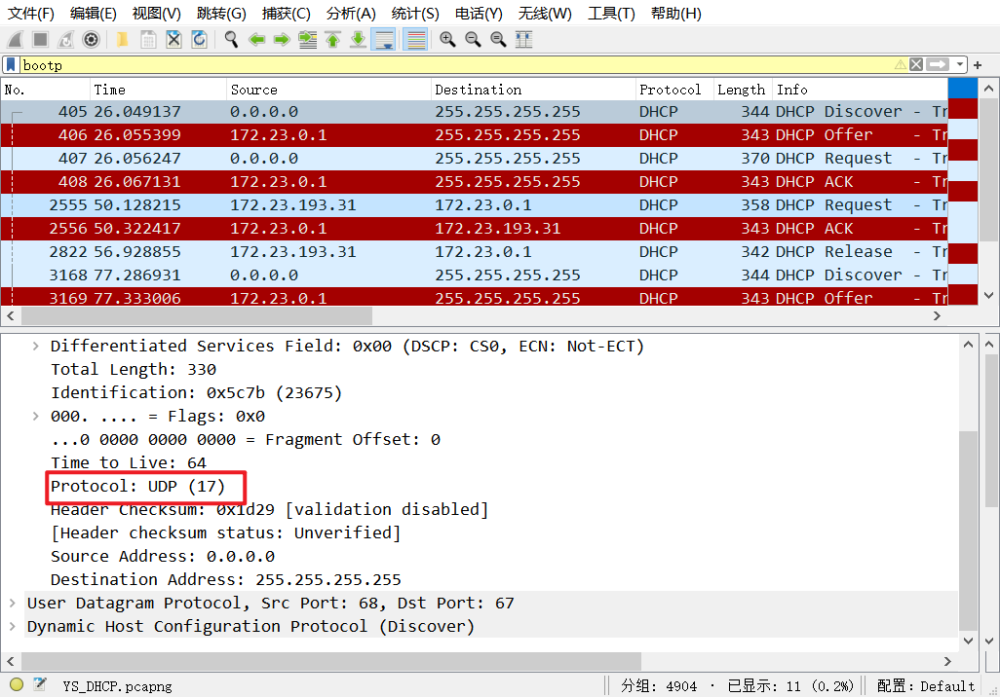 文件(F) 编辑(E) 视图(V) 跳转(G) 捕获(C) 分析(A) 统计(S) 电话(Y) 无线(W) 工具(T) 帮助(H)
bootp
No. Time Source Destination Protocol Length Info
405 26.049137 0.0.0.0 255.255.255.255 DHCP 344 DHCP Discover - Tr
406 26.055399 172.23.0.1 255.255.255.255 DHCP 343 DHCP Offer - Tr
407 26.056247 0.0.0.0 255.255.255.255 DHCP 370 DHCP Request - Tr
408 26.067131 172.23.0.1 255.255.255.255 DHCP 343 DHCP ACK - Tr
2555 50.128215 172.23.193.31 172.23.0.1 DHCP 358 DHCP Request - Tr
2556 50.322417 172.23.0.1 172.23.193.31 DHCP 343 DHCP ACK - Tr
2822 56.928855 172.23.193.31 172.23.0.1 DHCP 342 DHCP Release - Tr
3168 77.286931 0.0.0.0 255.255.255.255 DHCP 344 DHCP Discover - Tr
3169 77.333006 172.23.0.1 255.255.255.255 DHCP 343 DHCP Offer - Tr
Differentiated Services Field: 0x00 (DSCP: CS0, ECN: Not-ECT)
Total Length: 330
Identification: 0x5c7b (23675)
000. .... = Flags: 0x0
...0 0000 0000 0000 = Fragment Offset: 0
Time to Live: 64
Protocol: UDP (17)
Header Checksum: 0x1d29 [validation disabled]
[Header checksum status: Unverified]
Source Address: 0.0.0.0
Destination Address: 255.255.255.255
User Datagram Protocol, Src Port: 68, Dst Port: 67
Dynamic Host Configuration Protocol (Discover)
YS_DHCP.pcapng 分组: 4904 · 已显示: 11 (0.2%) 配置: Default